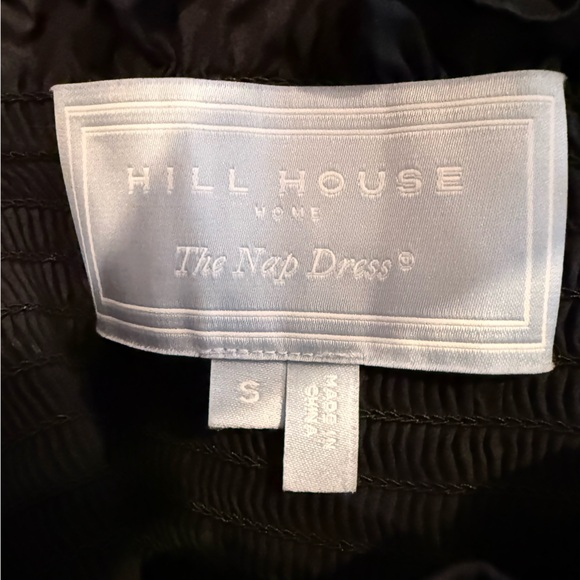 HILL HOUSE
HOME
The Nap Dress®
S
MADE IN
CHINA